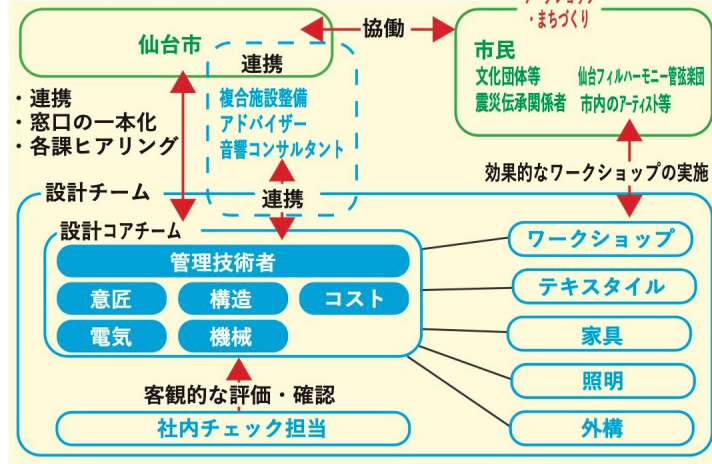 ・まちづくり
仙台市
協働
市民
文化団体等 仙台フィルハーモニー管弦楽団
震災伝承関係者 市内のアーティスト等
連携
複合施設整備
アドバイザー
音響コンサルタント
・連携
・窓口の一本化
・各課ヒアリング
効果的なワークショップの実施
設計チーム
連携
設計コアチーム
管理技術者
意匠 構造 コスト
電気 機械
ワークショップ
テキスタイル
家具
照明
外構
客観的な評価・確認
社内チェック担当